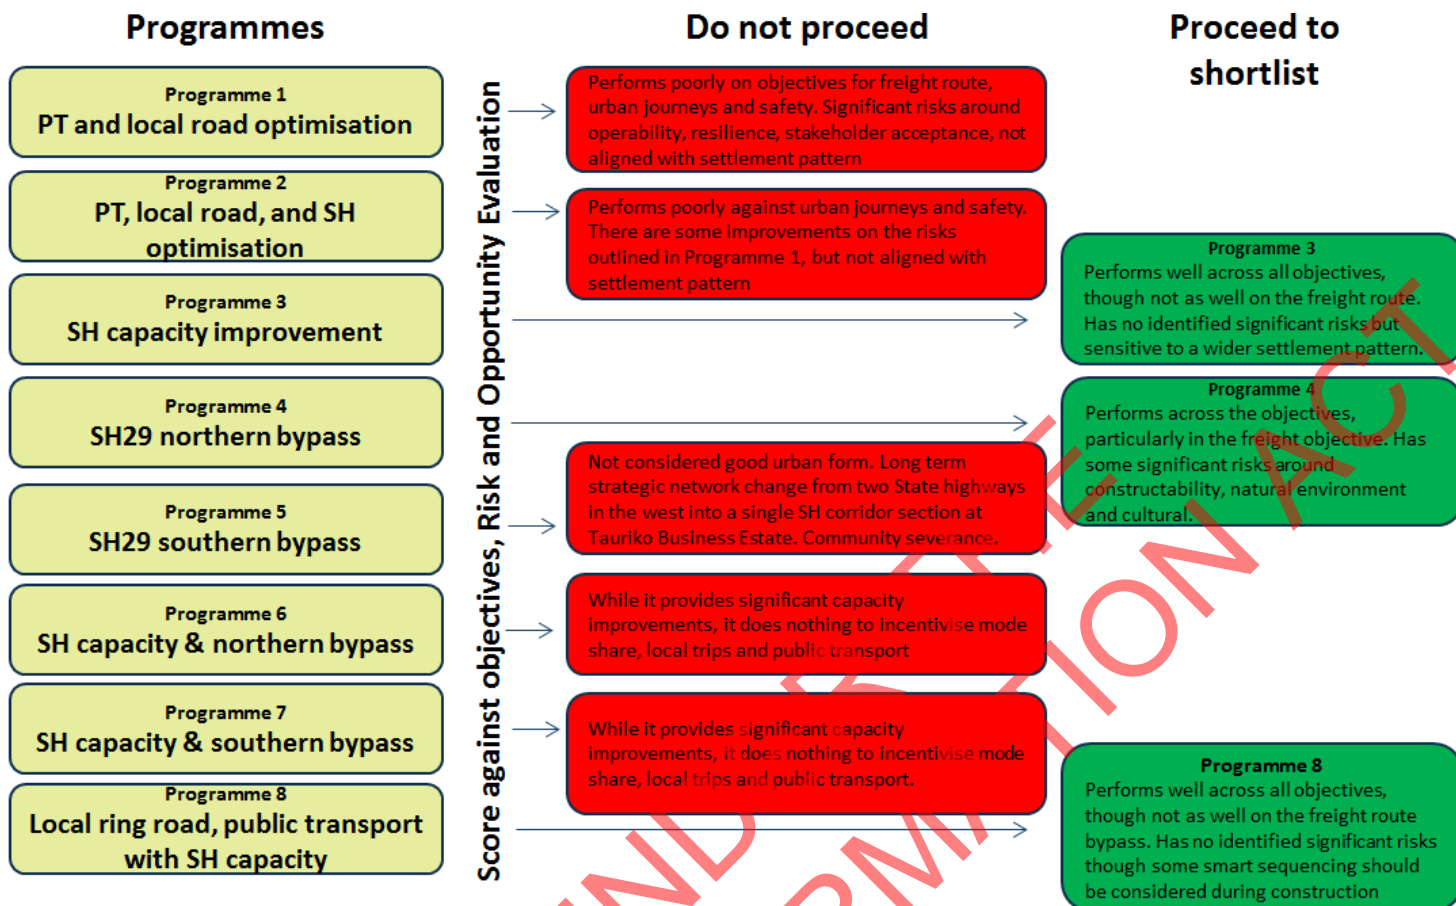 Programmes
Do not proceed
Proceed to
shortlist
Programme 1
PT and local road optimisation
Programme 2
PT, local road, and SH
optimisation
Programme 3
SH capacity improvement
Programme 4
SH29 northern bypass
Programme 5
SH29 southern bypass
Programme 6
SH capacity & northern bypass
Programme 7
SH capacity & southern bypass
Programme 8
Local ring road, public transport
with SH capacity
Score against objectives, Risk and Opportunity Evaluation
Performs poorly on objectives for freight route,
urban journeys and safety. Significant risks around
operability, resilience, stakeholder acceptance, not
aligned with settlement pattern
Performs poorly against urban journeys and safety.
There are some improvements on the risks
outlined in Programme 1, but not aligned with
settlement pattern
Not considered good urban form. Long term
strategic network change from two State highways
in the west into a single SH corridor section at
Tauriko Business Estate. Community severance.
While it provides significant capacity
improvements, it does nothing to incentivise mode
share, local trips and public transport
While it provides significant capacity
improvements, it does nothing to incentivise mode
share, local trips and public transport.
Programme 3
Performs well across all objectives,
though not as well on the freight route.
Has no identified significant risks but
sensitive to a wider settlement pattern.
Programme 4
Performs across the objectives,
particularly in the freight objective. Has
some significant risks around
constructability, natural environment
and cultural.
Programme 8
Performs well across all objectives,
though not as well on the freight route
bypass. Has no identified significant risks
though some smart sequencing should
be considered during construction
ACT